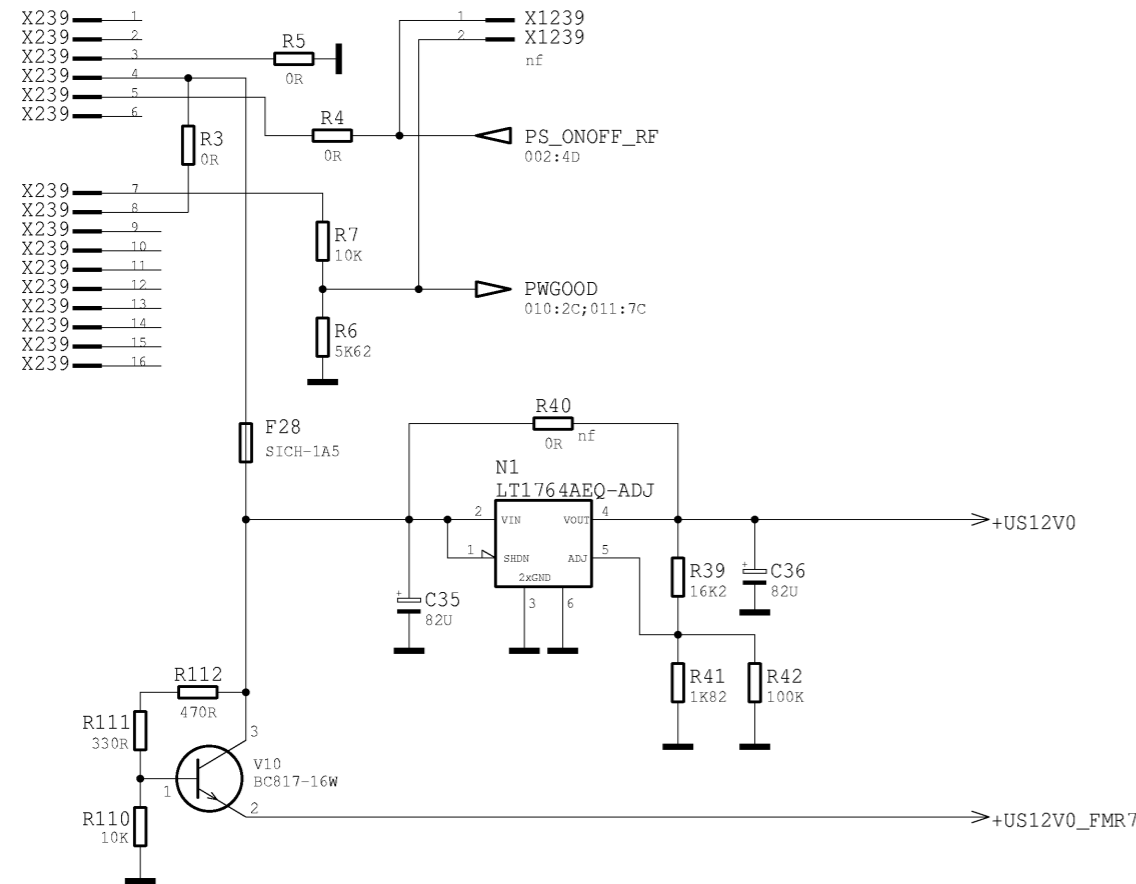 X239 1
X239 2
X239 3
X239 4
X239 5
X239 6
R5
0R
1 X1239
2 X1239
nf
R4
0R
PS_ONOFF_RF
002:4D
R3
0R
X239 7
X239 8
X239 9
X239 10
X239 11
X239 12
X239 13
X239 14
X239 15
X239 16
R7
10K
PWGOOD
010:2C;011:7C
R6
5K62
F28
SICH-1A5
R40
0R nf
N1
LT1764AEQ-ADJ
2 VIN VOUT 4
1 SHDN ADJ 5
2xGND
3 6
+US12V0
C35
+
82U
R39
16K2
C36
+
82U
R41
1K82
R42
100K
R112
470R
R111
330R
3
V10
BC817-16W
1
2
R110
10K
+US12V0_FMR7